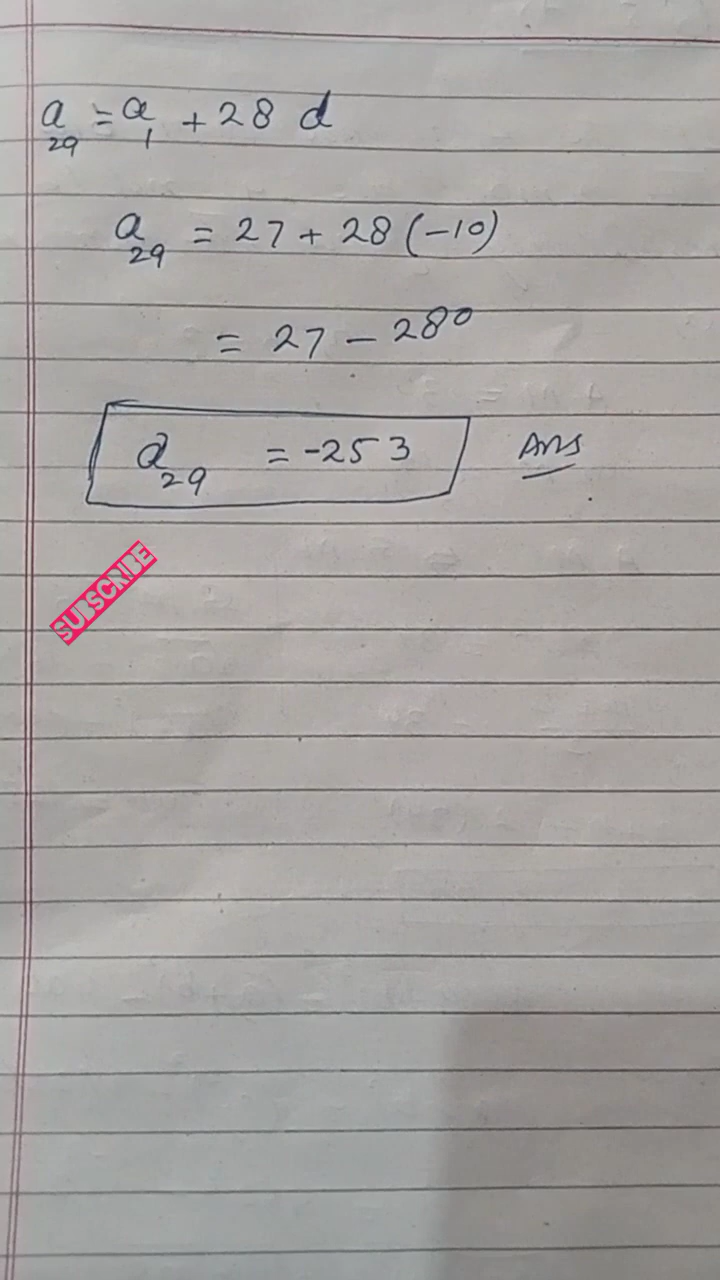 a₂₉ = a₁ + 28 d
a₂₉ = 27 + 28 (-10)
= 27 - 280
a₂₉ = -253 Ans
SUBSCRIBE